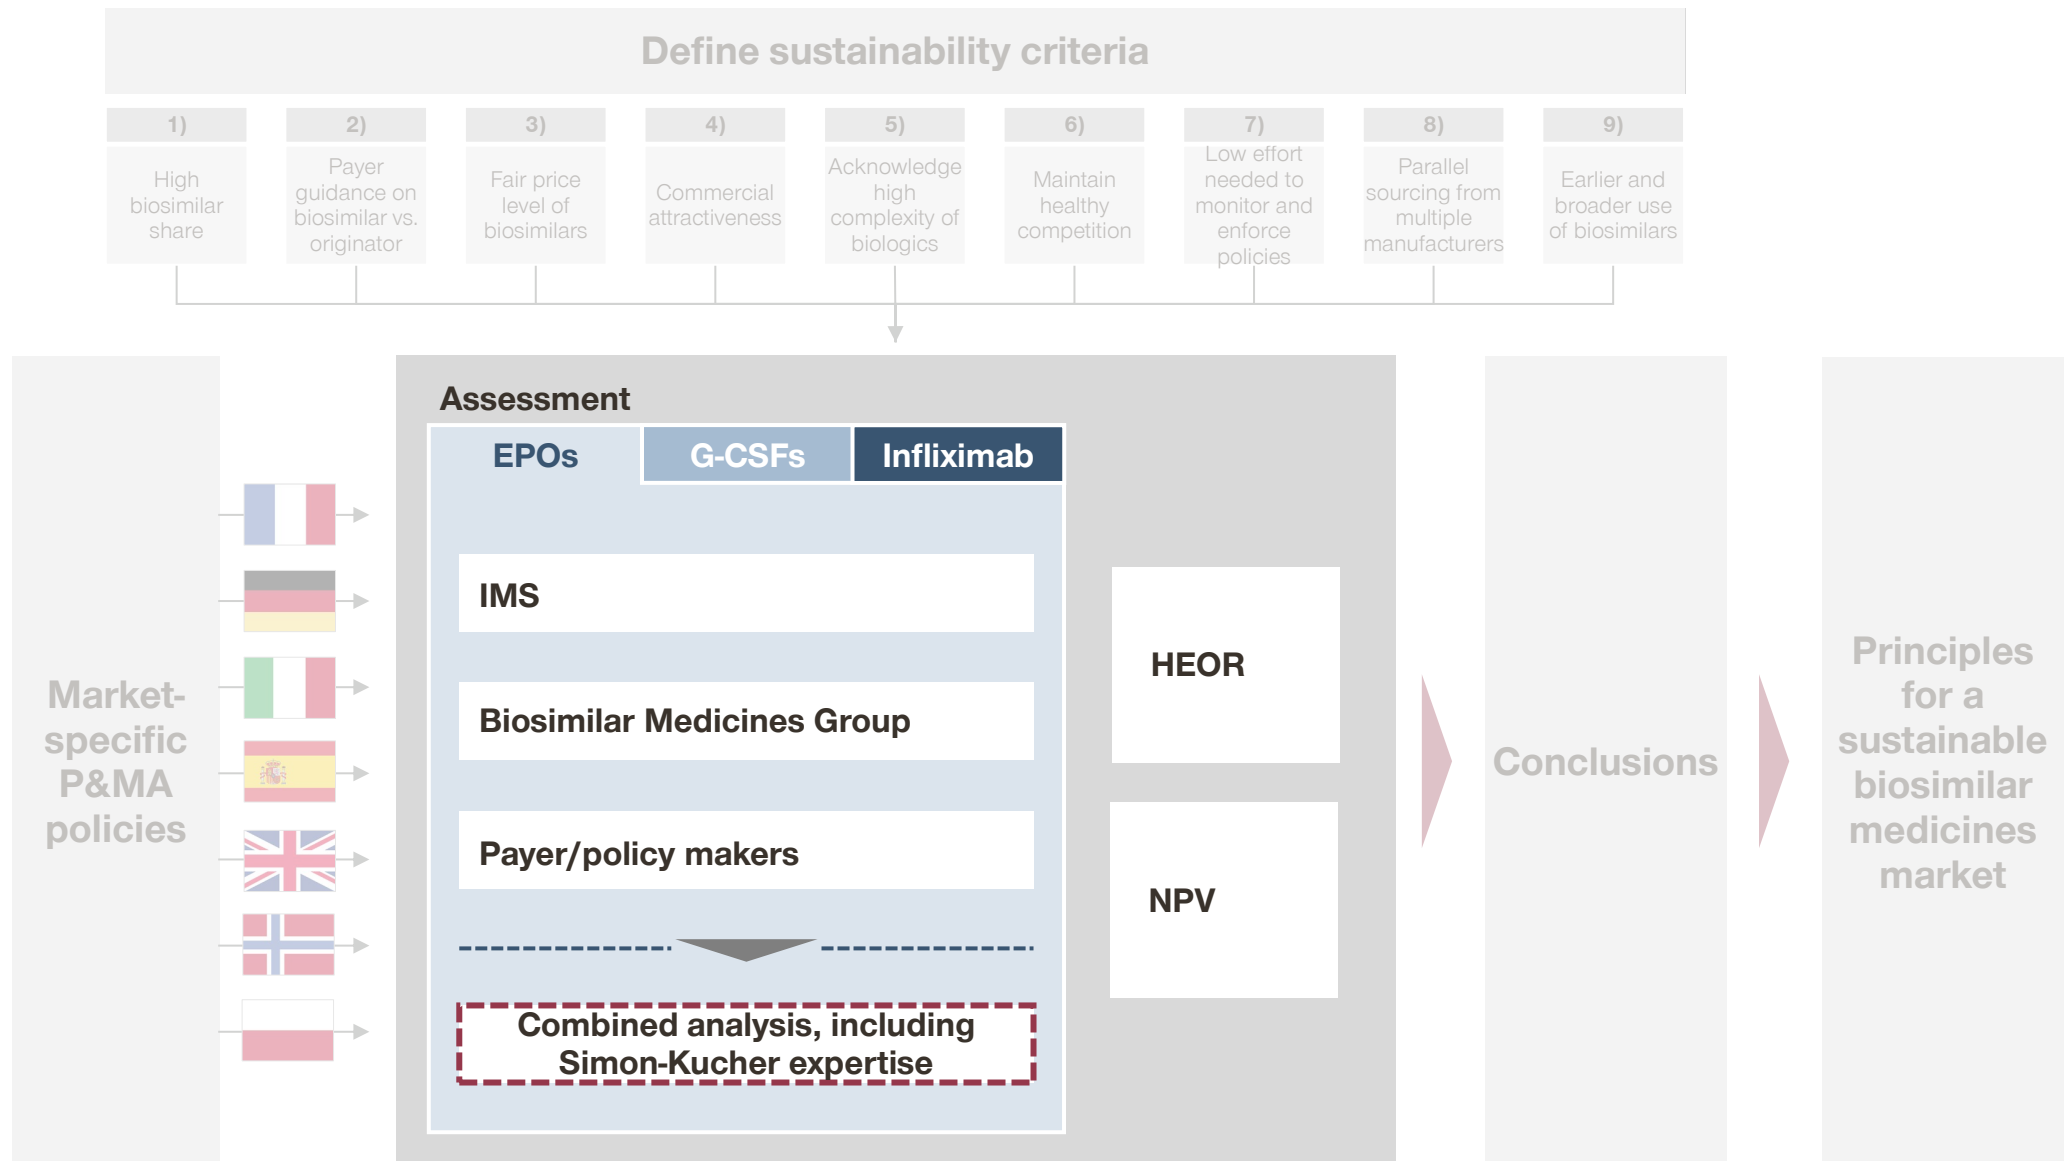 Define sustainability criteria
1)
2)
3)
4)
5)
6)
7)
8)
9)
High
biosimilar
share
Payer
guidance on
biosimilar vs.
originator
Fair price
level of
biosimilars
Commercial
attractiveness
Acknowledge
high
complexity of
biologics
Maintain
healthy
competition
Low effort
needed to
monitor and
enforce
policies
Parallel
sourcing from
multiple
manufacturers
Earlier and
broader use
of biosimilars
Market-
specific
P&MA
policies
Assessment
EPOs
G-CSFs
Infliximab
IMS
Biosimilar Medicines Group
Payer/policy makers
Combined analysis, including
Simon-Kucher expertise
HEOR
NPV
Conclusions
Principles
for a
sustainable
biosimilar
medicines
market